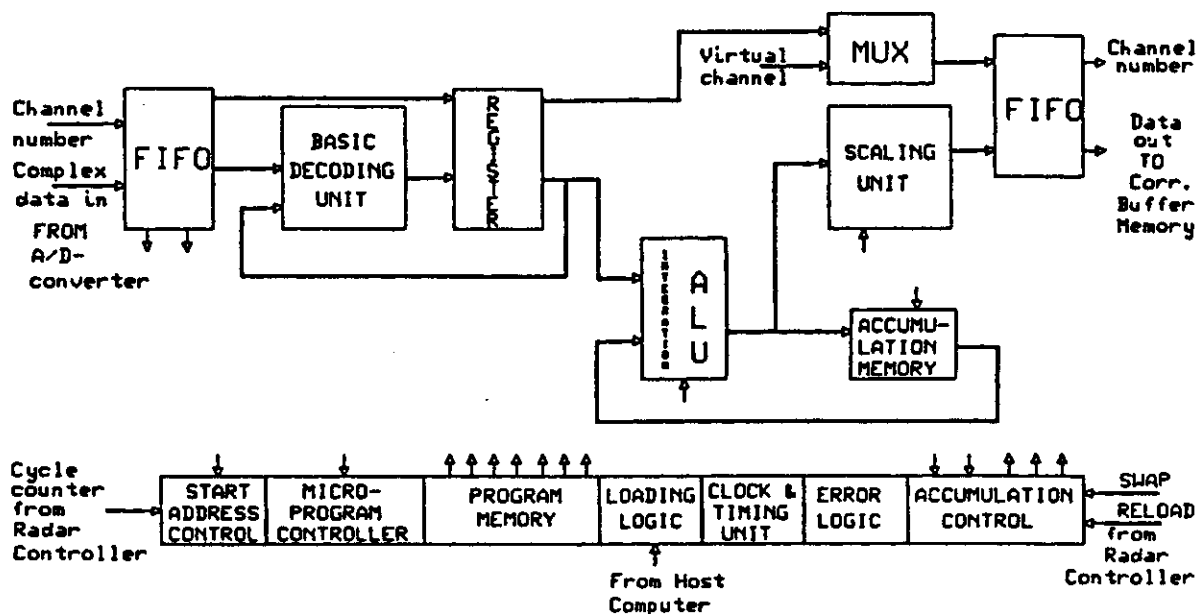 Channel
number
Complex
data in
FROM
A/D-
converter
FIFO
BASIC
DECODING
UNIT
REGISTER
Virtual
channel
MUX
SCALING
UNIT
FIFO
Channel
number
Data
out
TO
Corr.
Buffer
Memory
INTEGRATION
ALU
ACCUMU-
LATION
MEMORY
Cycle
counter
from
Radar
Controller
START
ADDRESS
CONTROL
MICRO-
PROGRAM
CONTROLLER
PROGRAM
MEMORY
LOADING
LOGIC
CLOCK &
TIMING
UNIT
ERROR
LOGIC
ACCUMULATION
CONTROL
SWAP
RELOAD
from
Radar
Controller
From Host
Computer